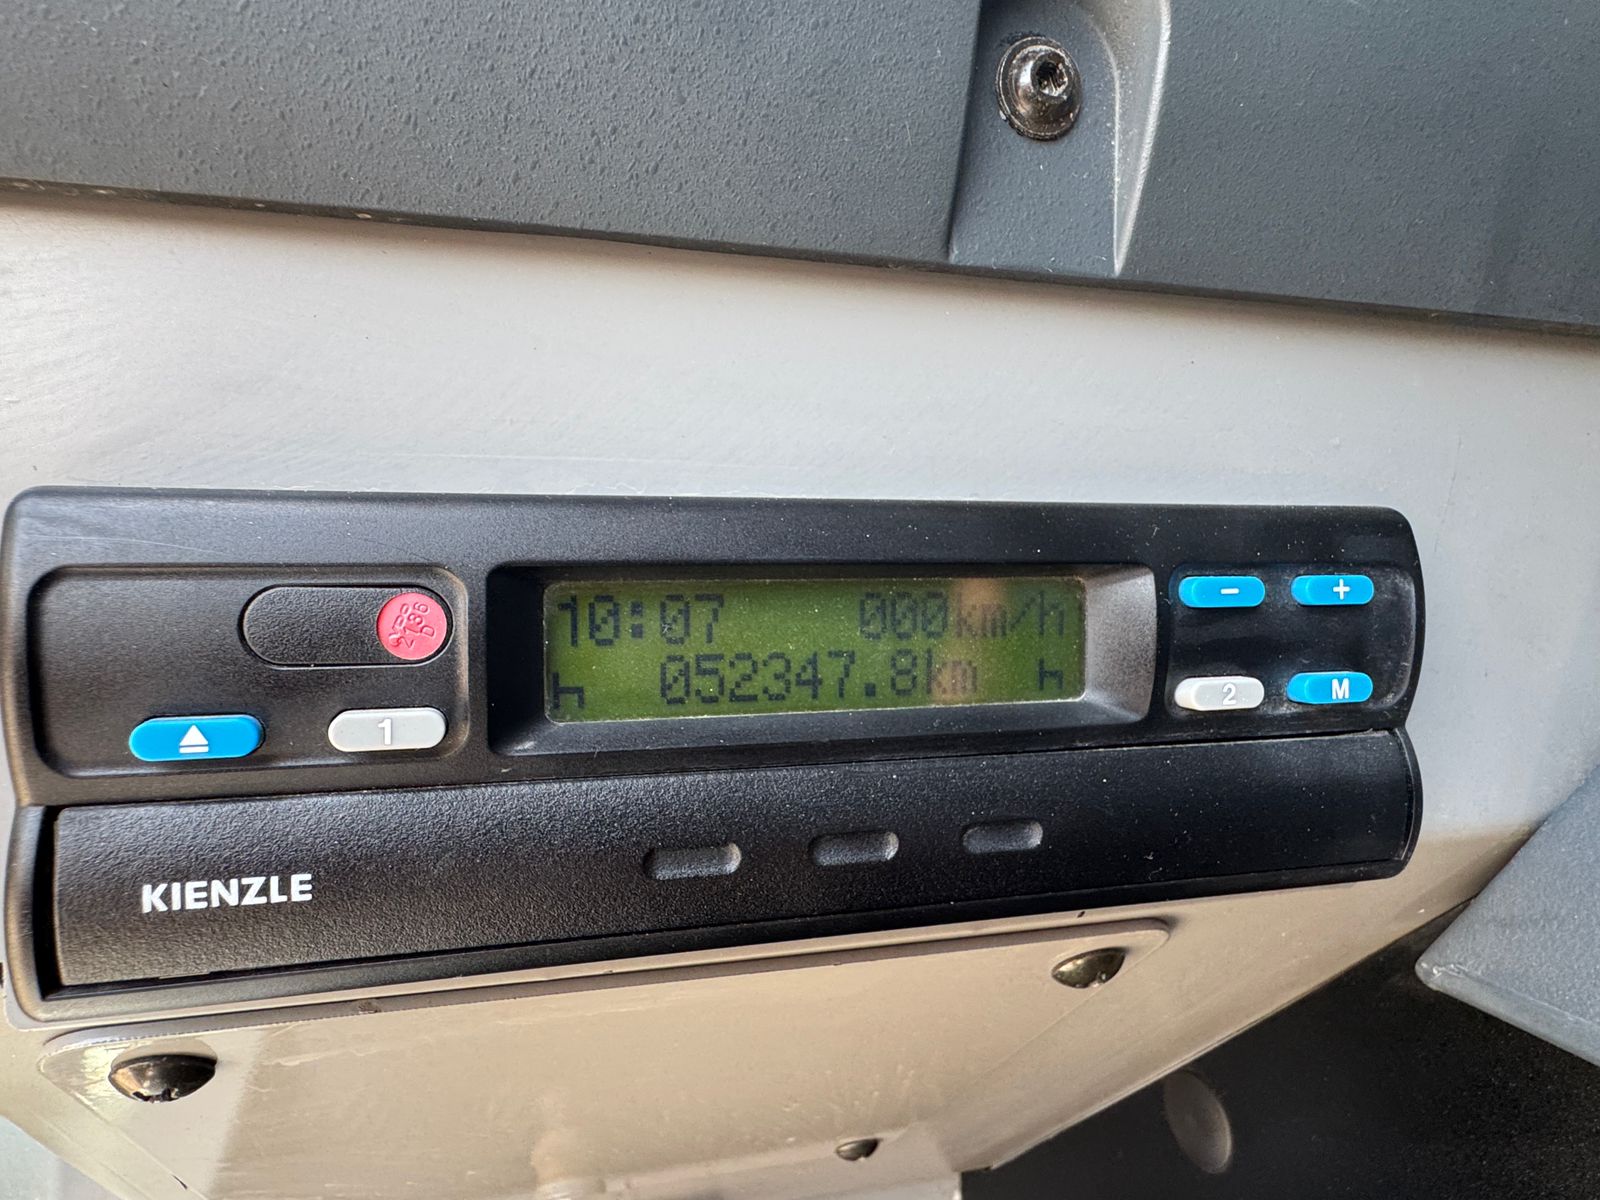 10:07 000km/h
052347.8km
- +
1
2 M
KIENZLE